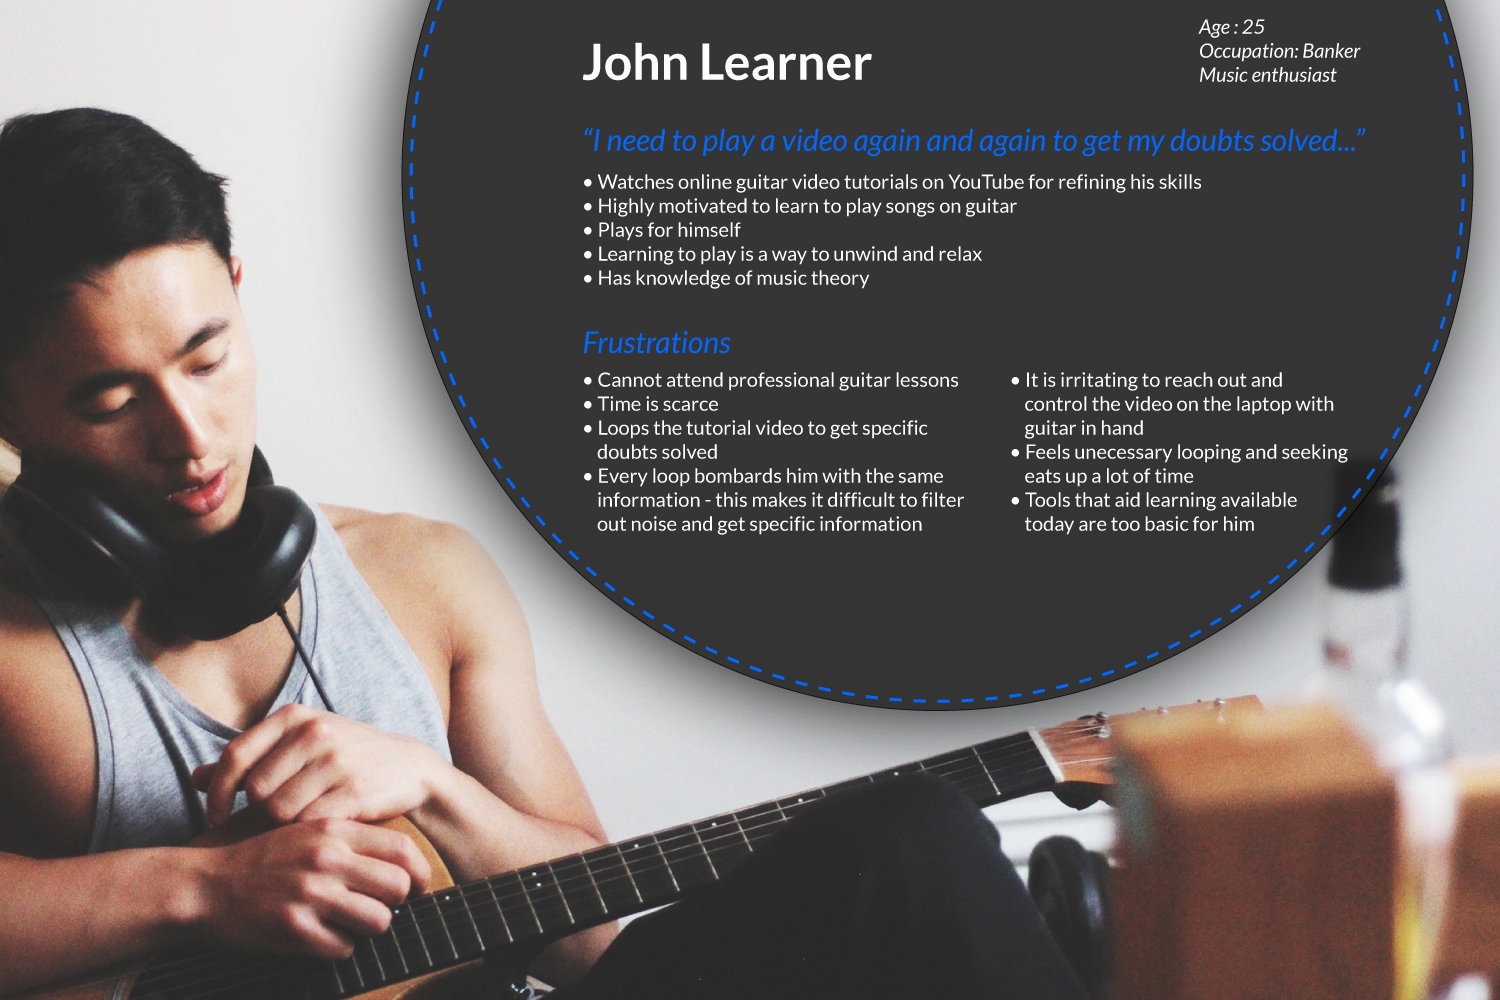 John Learner
Age : 25
Occupation: Banker
Music enthusiast
“I need to play a video again and again to get my doubts solved...”
• Watches online guitar video tutorials on YouTube for refining his skills
• Highly motivated to learn to play songs on guitar
• Plays for himself
• Learning to play is a way to unwind and relax
• Has knowledge of music theory
Frustrations
• Cannot attend professional guitar lessons
• Time is scarce
• Loops the tutorial video to get specific
doubts solved
• Every loop bombards him with the same
information - this makes it difficult to filter
out noise and get specific information
• It is irritating to reach out and
control the video on the laptop with
guitar in hand
• Feels unecessary looping and seeking
eats up a lot of time
• Tools that aid learning available
today are too basic for him